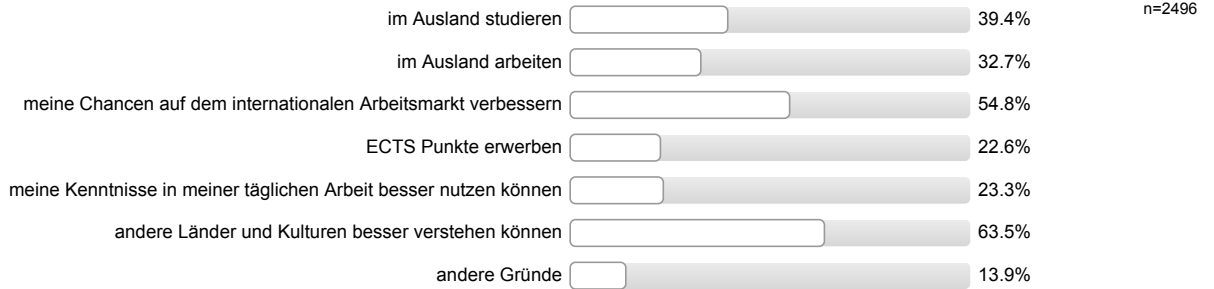 im Ausland studieren 39.4% n=2496
im Ausland arbeiten 32.7%
meine Chancen auf dem internationalen Arbeitsmarkt verbessern 54.8%
ECTS Punkte erwerben 22.6%
meine Kenntnisse in meiner täglichen Arbeit besser nutzen können 23.3%
andere Länder und Kulturen besser verstehen können 63.5%
andere Gründe 13.9%